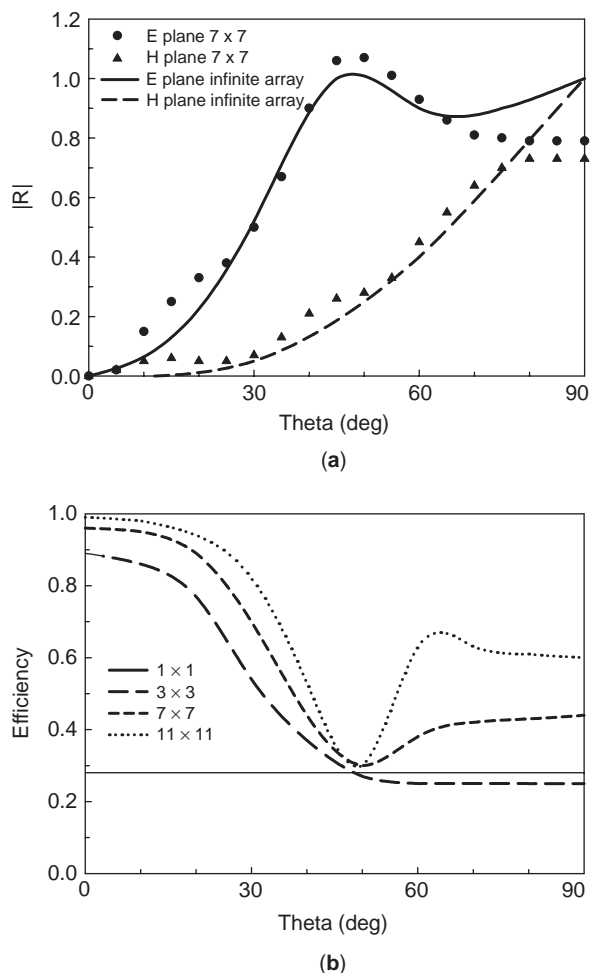 E plane 7 x 7
H plane 7 x 7
E plane infinite array
H plane infinite array
1.2
1.0
0.8
0.6
0.4
0.2
0.0
|R|
0
30
60
90
Theta (deg)
(a)
1.0
0.8
0.6
0.4
0.2
0.0
Efficiency
1 × 1
3 × 3
7 × 7
11 × 11
0
30
60
90
Theta (deg)
(b)